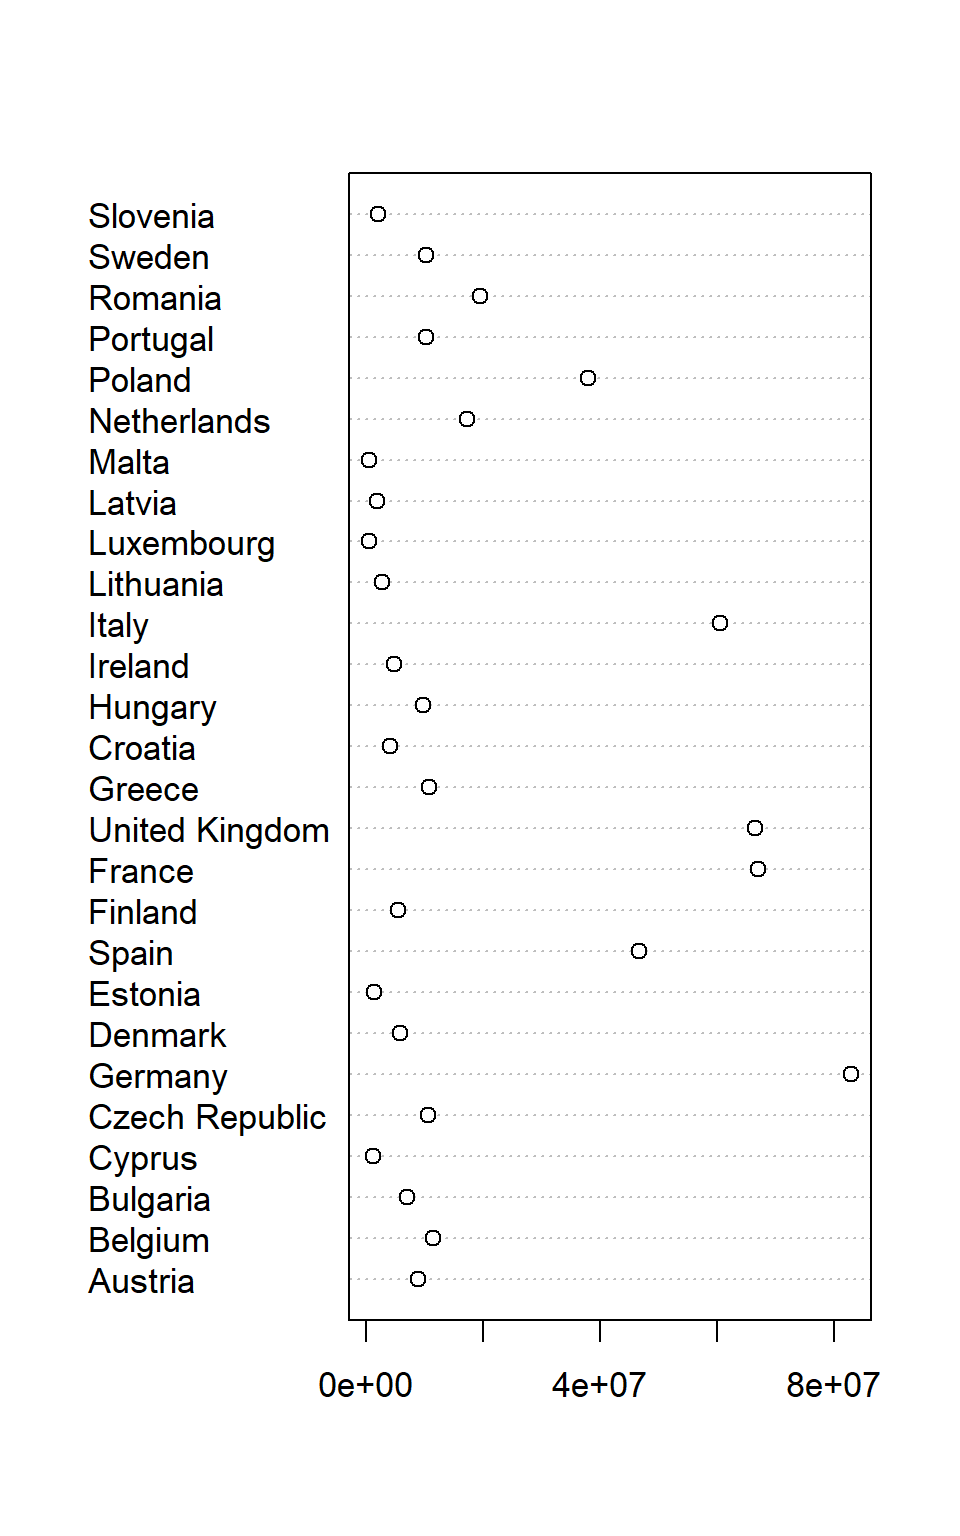 Slovenia
Sweden
Romania
Portugal
Poland
Netherlands
Malta
Latvia
Luxembourg
Lithuania
Italy
Ireland
Hungary
Croatia
Greece
United Kingdom
France
Finland
Spain
Estonia
Denmark
Germany
Czech Republic
Cyprus
Bulgaria
Belgium
Austria
0e+00 4e+07 8e+07